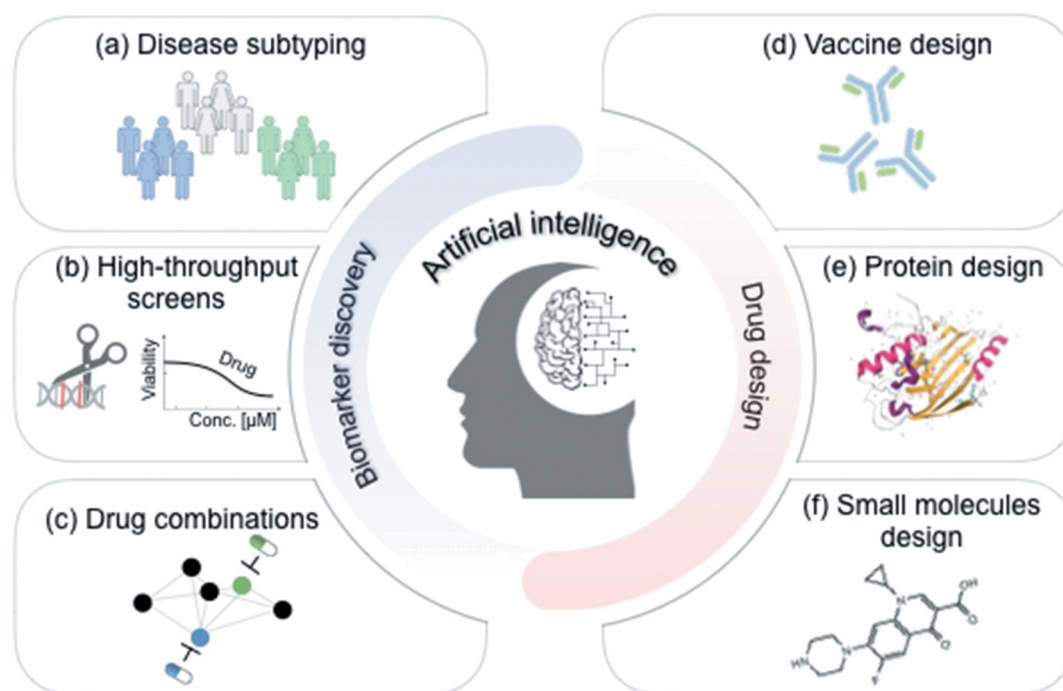 (a) Disease subtyping
(b) High-throughput
screens
Viability
Drug
Conc. [µM]
(c) Drug combinations
Biomarker discovery
Artificial intelligence
Drug design
(d) Vaccine design
(e) Protein design
(f) Small molecules
design
OH
N
O
HN
N
F